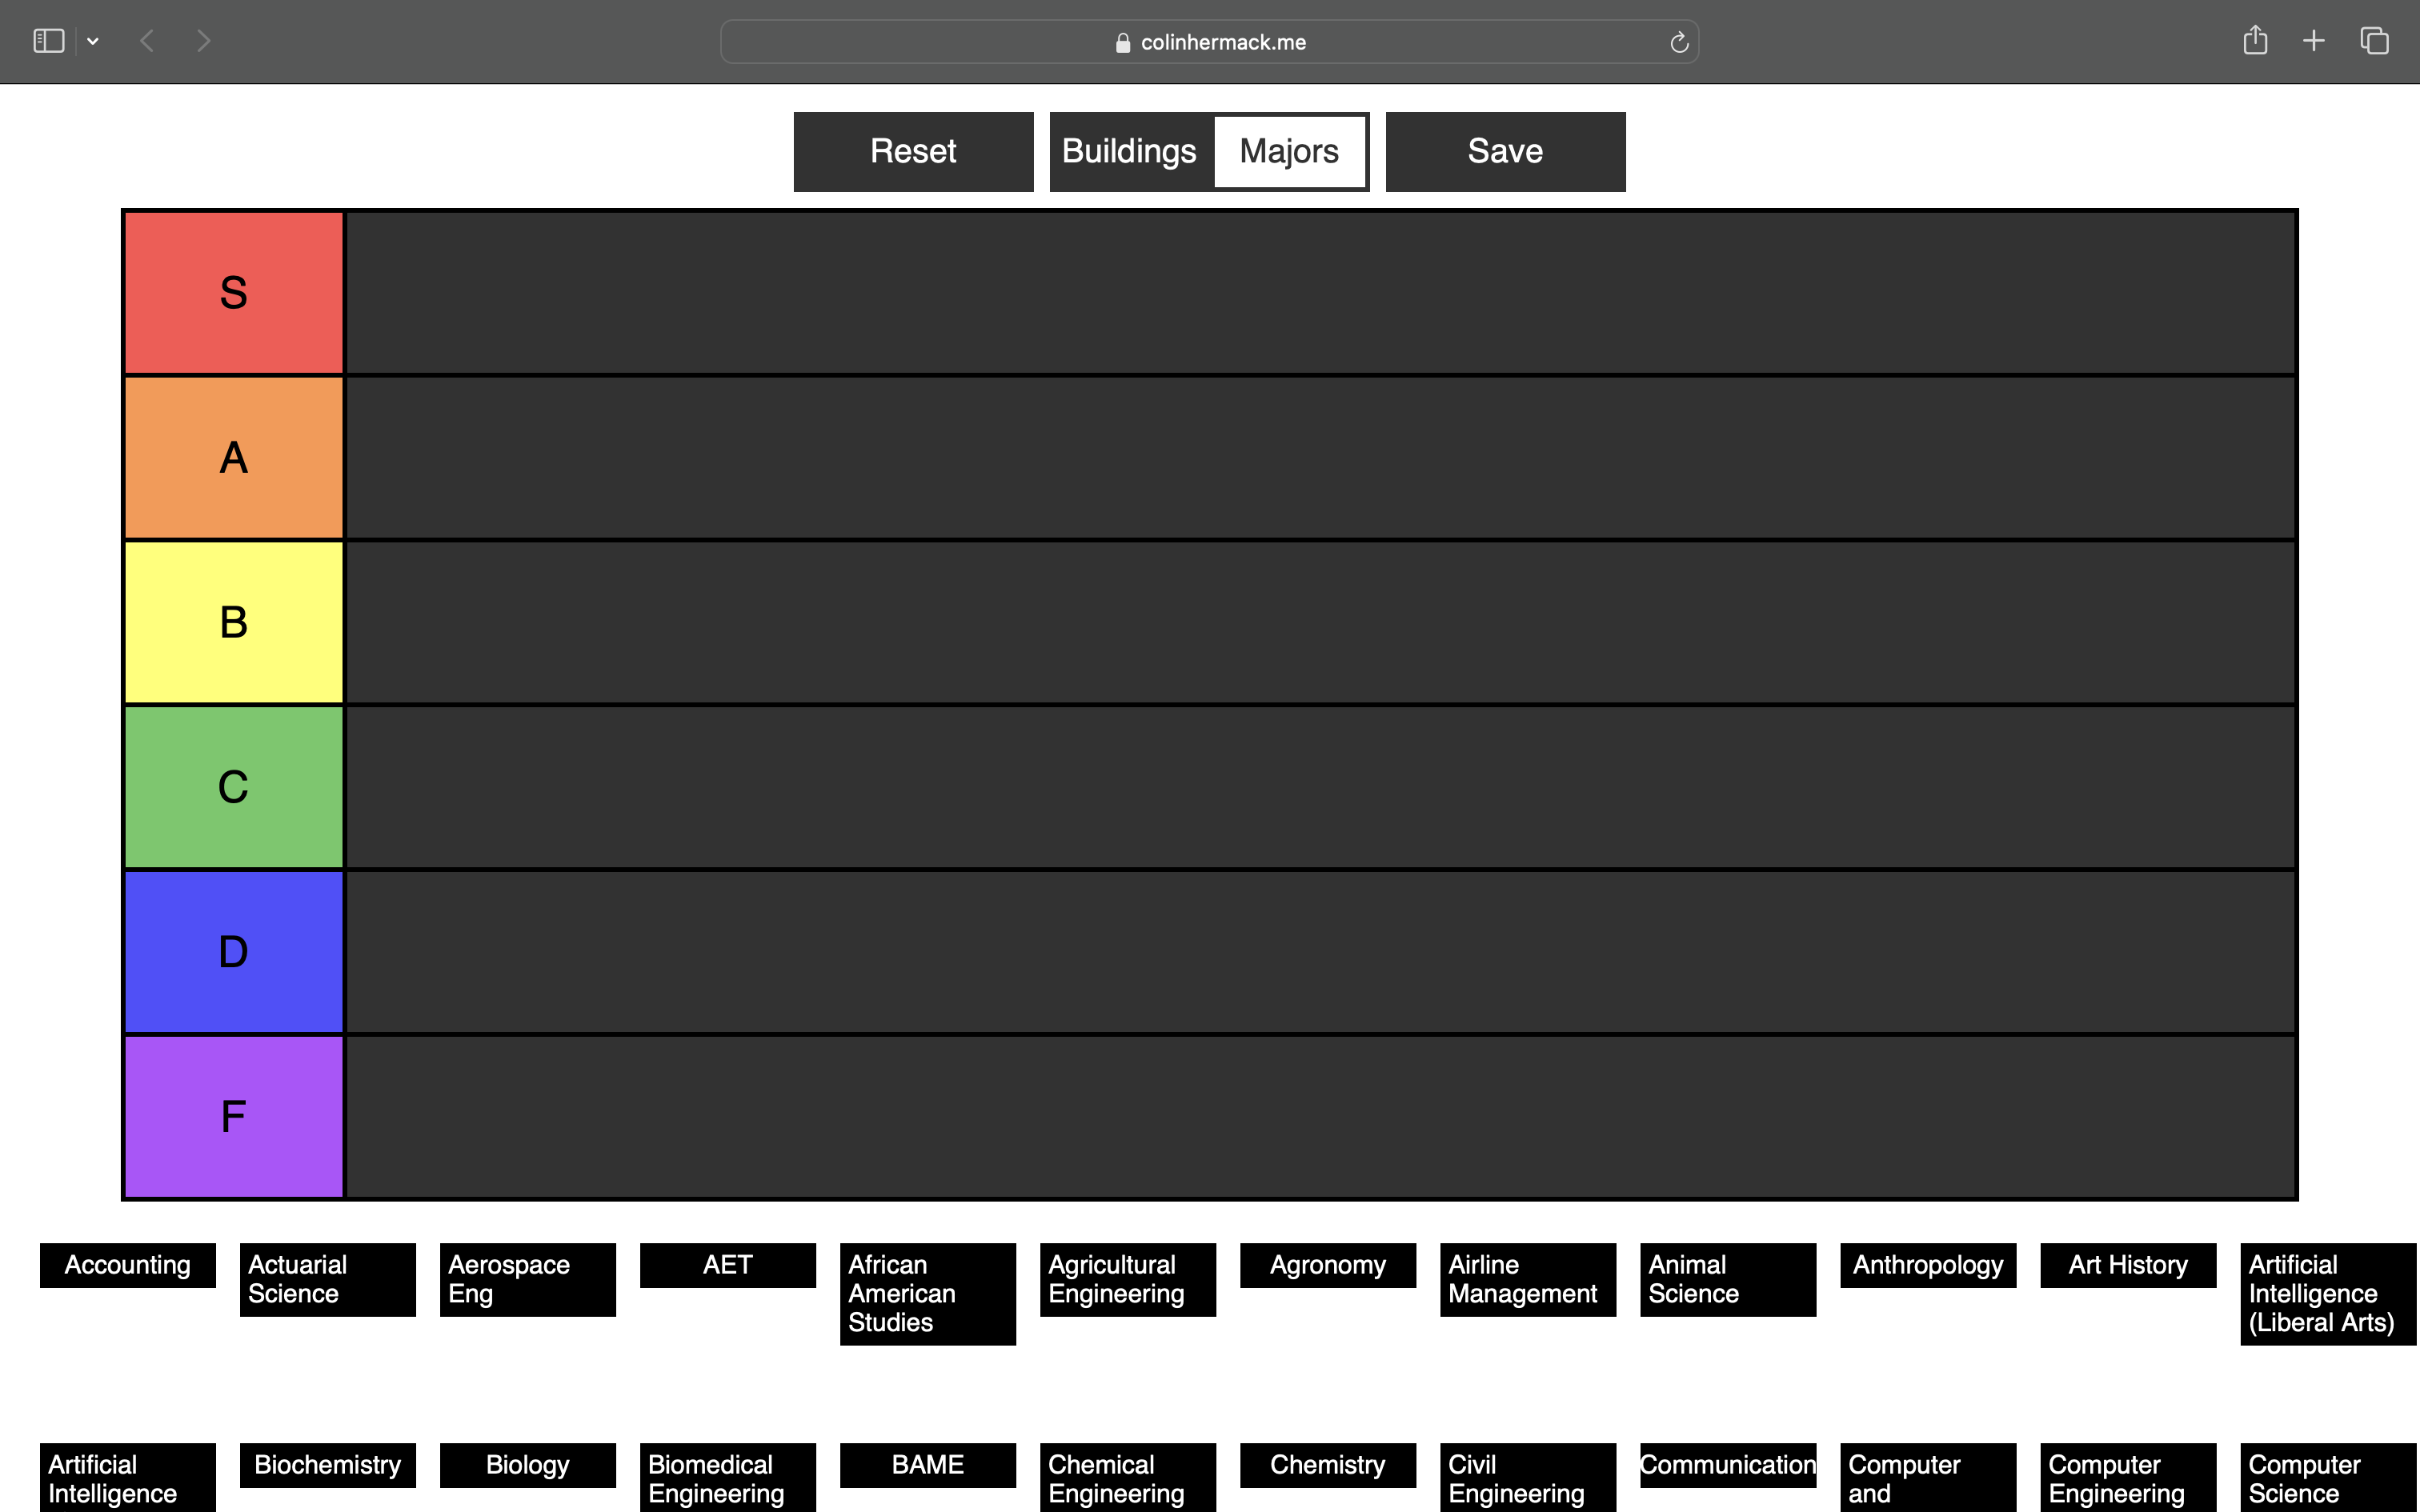 colinhermack.me
Reset
Buildings
Majors
Save
S
A
B
C
D
F
Accounting
Actuarial
Science
Aerospace
Eng
AET
African
American
Studies
Agricultural
Engineering
Agronomy
Airline
Management
Animal
Science
Anthropology
Art History
Artificial
Intelligence
(Liberal Arts)
Artificial
Intelligence
Biochemistry
Biology
Biomedical
Engineering
BAME
Chemical
Engineering
Chemistry
Civil
Engineering
Communication
Computer
and
Computer
Engineering
Computer
Science